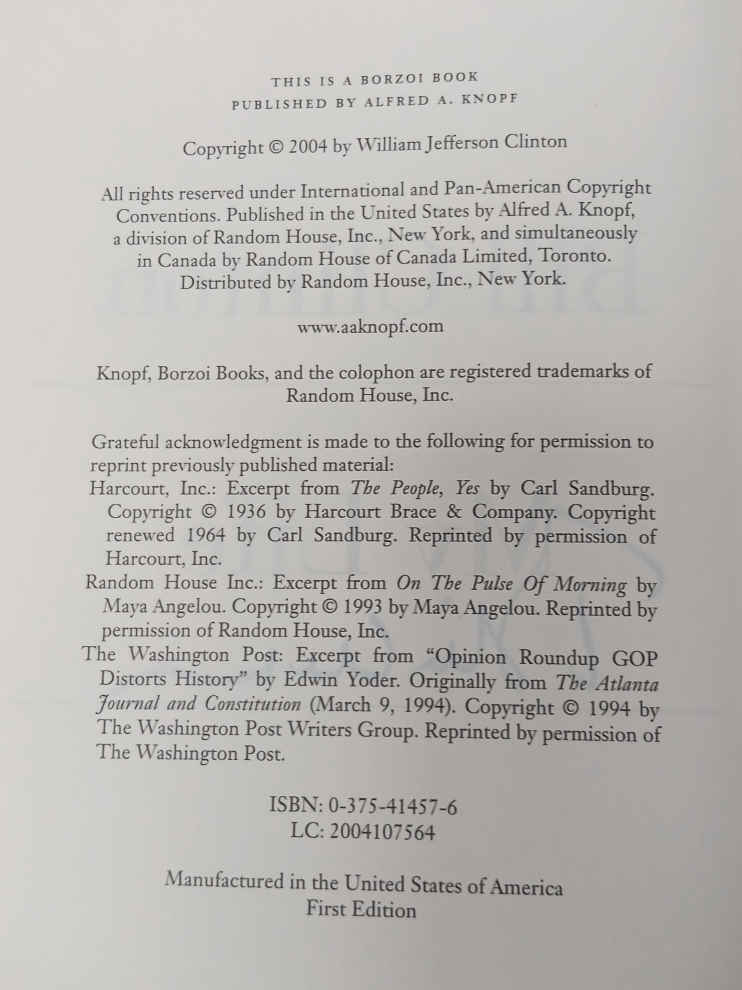 THIS IS A BORZOI BOOK
PUBLISHED BY ALFRED A. KNOPF
Copyright © 2004 by William Jefferson Clinton
All rights reserved under International and Pan-American Copyright
Conventions. Published in the United States by Alfred A. Knopf,
a division of Random House, Inc., New York, and simultaneously
in Canada by Random House of Canada Limited, Toronto.
Distributed by Random House, Inc., New York.
www.aaknopf.com
Knopf, Borzoi Books, and the colophon are registered trademarks of
Random House, Inc.
Grateful acknowledgment is made to the following for permission to
reprint previously published material:
Harcourt, Inc.: Excerpt from The People, Yes by Carl Sandburg.
Copyright © 1936 by Harcourt Brace & Company. Copyright
renewed 1964 by Carl Sandburg. Reprinted by permission of
Harcourt, Inc.
Random House Inc.: Excerpt from On The Pulse Of Morning by
Maya Angelou. Copyright © 1993 by Maya Angelou. Reprinted by
permission of Random House, Inc.
The Washington Post: Excerpt from “Opinion Roundup GOP
Distorts History” by Edwin Yoder. Originally from The Atlanta
Journal and Constitution (March 9, 1994). Copyright © 1994 by
The Washington Post Writers Group. Reprinted by permission of
The Washington Post.
ISBN: 0-375-41457-6
LC: 2004107564
Manufactured in the United States of America
First Edition